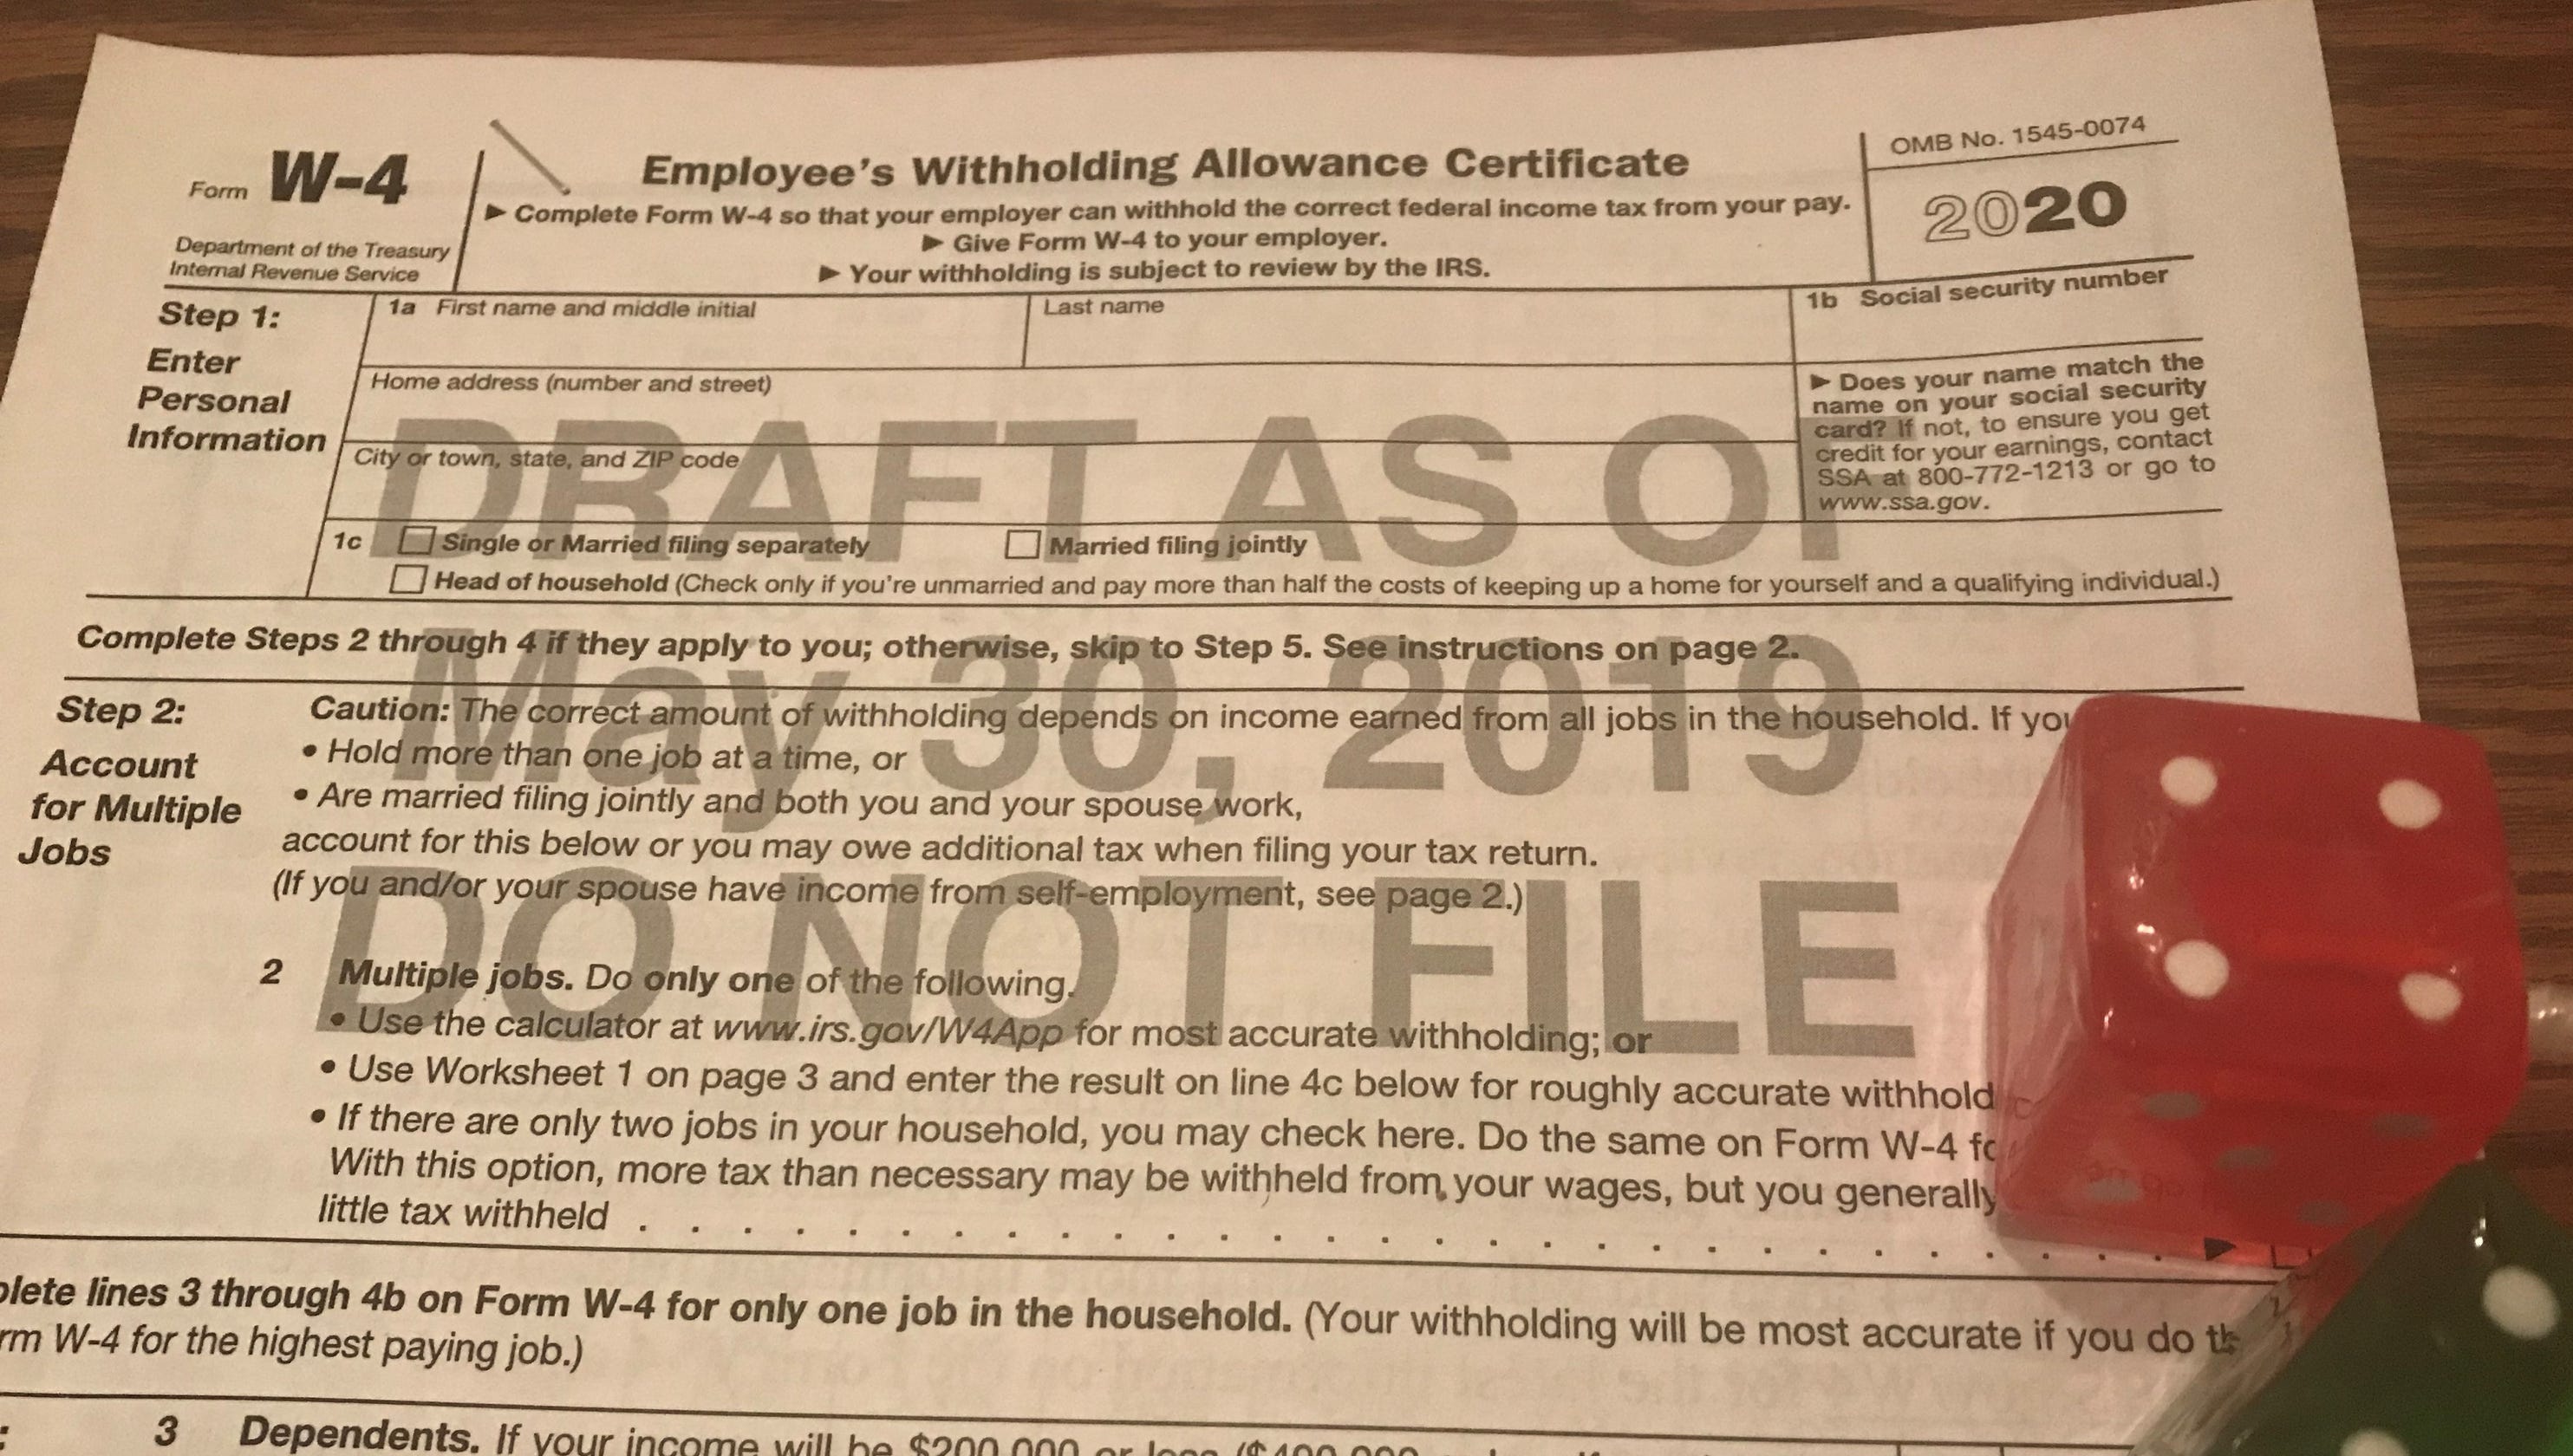 Form W-4
Department of the Treasury
Internal Revenue Service
Employee's Withholding Allowance Certificate
▶ Complete Form W-4 so that your employer can withhold the correct federal income tax from your pay.
▶ Give Form W-4 to your employer.
▶ Your withholding is subject to review by the IRS.
OMB No. 1545-0074
2020
Step 1:
Enter
Personal
Information
1a First name and middle initial
Last name
1b Social security number
Home address (number and street)
City or town, state, and ZIP code
▶ Does your name match the
name on your social security
card? If not, to ensure you get
credit for your earnings, contact
SSA at 800-772-1213 or go to
www.ssa.gov.
1c Single or Married filing separately Married filing jointly
Head of household (Check only if you're unmarried and pay more than half the costs of keeping up a home for yourself and a qualifying individual.)
DRAFT AS OF
May 30, 2019
DO NOT FILE
Complete Steps 2 through 4 if they apply to you; otherwise, skip to Step 5. See instructions on page 2.
Step 2:
Account
for Multiple
Jobs
Caution: The correct amount of withholding depends on income earned from all jobs in the household. If you
• Hold more than one job at a time, or
• Are married filing jointly and both you and your spouse work,
account for this below or you may owe additional tax when filing your tax return.
(If you and/or your spouse have income from self-employment, see page 2.)
2 Multiple jobs. Do only one of the following.
• Use the calculator at www.irs.gov/W4App for most accurate withholding; or
• Use Worksheet 1 on page 3 and enter the result on line 4c below for roughly accurate withhold
• If there are only two jobs in your household, you may check here. Do the same on Form W-4
With this option, more tax than necessary may be withheld from your wages, but you generally
little tax withheld . . . . . . . . . . . . . . . . . . . . . . . . . . . . . . ▶
plete lines 3 through 4b on Form W-4 for only one job in the household. (Your withholding will be most accurate if you do
rm W-4 for the highest paying job.)
3 Dependents. If your income will be $200,000 or less ($400,000